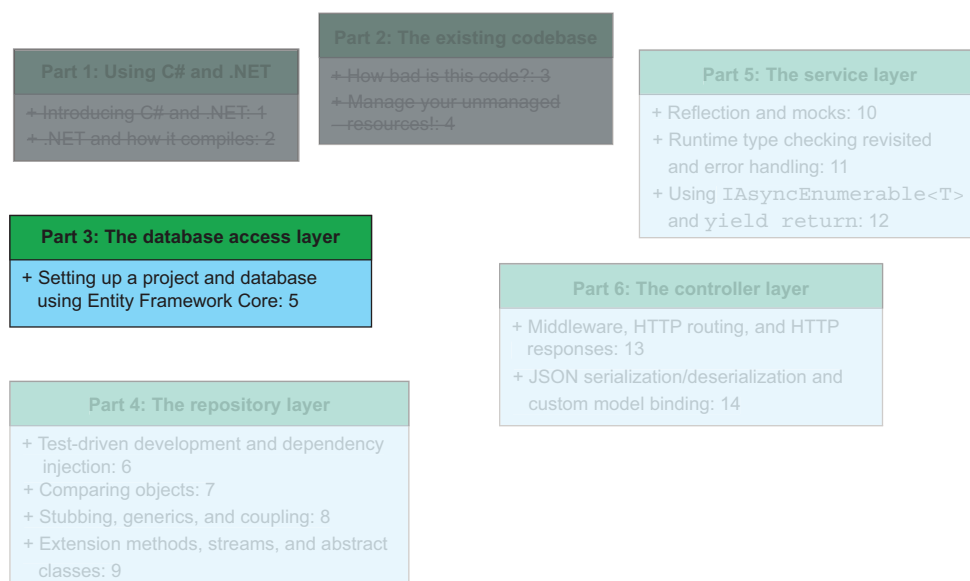 Part 1: Using C# and .NET
+ Introducing C# and .NET: 1
+ .NET and how it compiles: 2
Part 2: The existing codebase
+ How bad is this code?: 3
+ Manage your unmanaged
resources!: 4
Part 3: The database access layer
+ Setting up a project and database
using Entity Framework Core: 5
Part 4: The repository layer
+ Test-driven development and dependency
injection: 6
+ Comparing objects: 7
+ Stubbing, generics, and coupling: 8
+ Extension methods, streams, and abstract
classes: 9
Part 5: The service layer
+ Reflection and mocks: 10
+ Runtime type checking revisited
and error handling: 11
+ Using IAsyncEnumerable<T>
and yield return: 12
Part 6: The controller layer
+ Middleware, HTTP routing, and HTTP
responses: 13
+ JSON serialization/deserialization and
custom model binding: 14